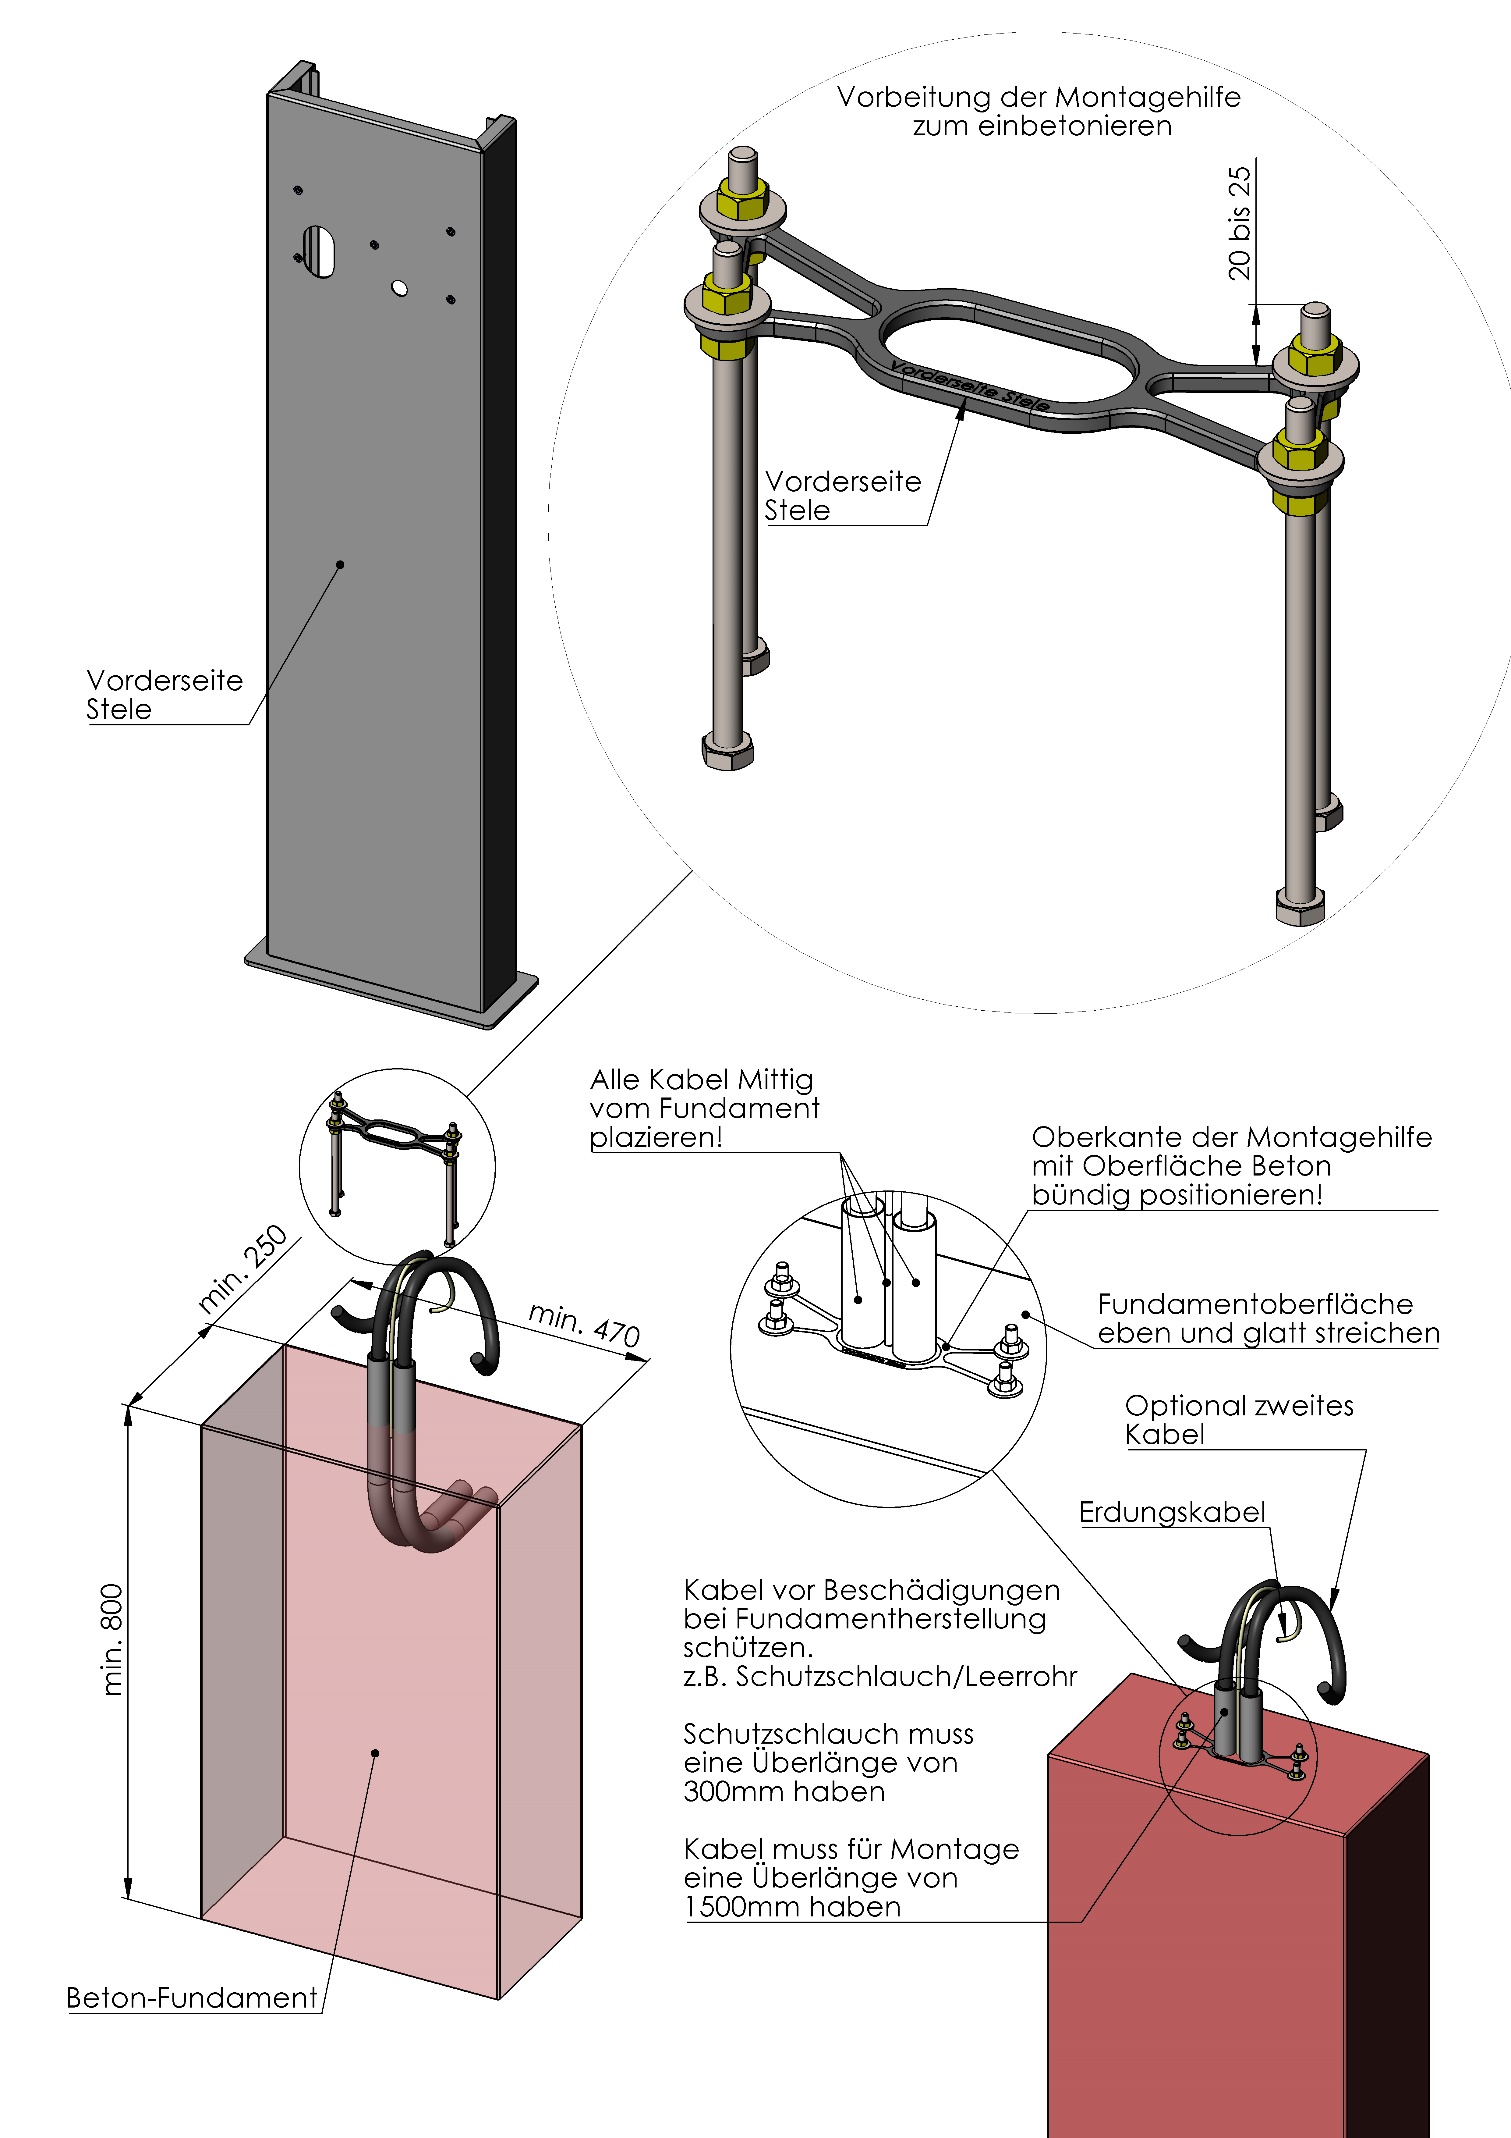 Vorbeitung der Montagehilfe
zum einbetonieren
20 bis 25
Vorderseite Stele
Vorderseite
Stele
Vorderseite
Stele
Alle Kabel Mittig
vom Fundament
plazieren!
Oberkante der Montagehilfe
mit Oberfläche Beton
bündig positionieren!
min. 250
min. 470
Fundamentoberfläche
eben und glatt streichen
Optional zweites
Kabel
Erdungskabel
min. 800
Kabel vor Beschädigungen
bei Fundamentherstellung
schützen.
z.B. Schutzschlauch/Leerrohr
Schutzschlauch muss
eine Überlänge von
300mm haben
Kabel muss für Montage
eine Überlänge von
1500mm haben
Beton-Fundament